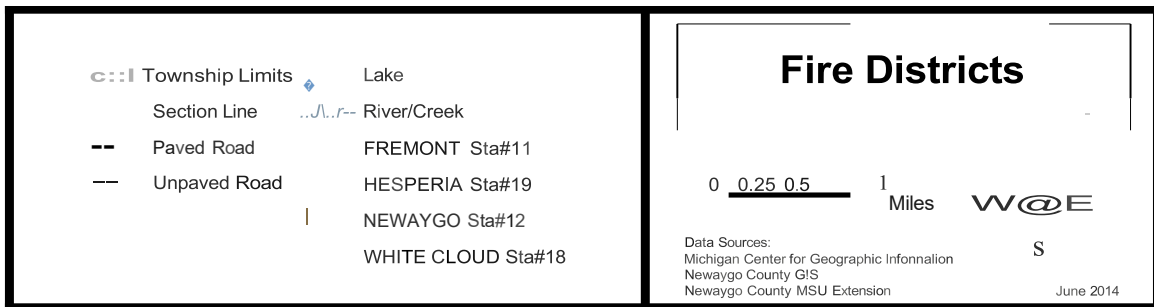 c::l Township Limits
Lake
Section Line
..J\..r-- River/Creek
-- Paved Road
FREMONT Sta#11
-- Unpaved Road
HESPERIA Sta#19
NEWAYGO Sta#12
WHITE CLOUD Sta#18
Fire Districts
0 0.25 0.5 1
Miles
W@E
S
Data Sources:
Michigan Center for Geographic Infonnalion
Newaygo County G!S
Newaygo County MSU Extension
June 2014